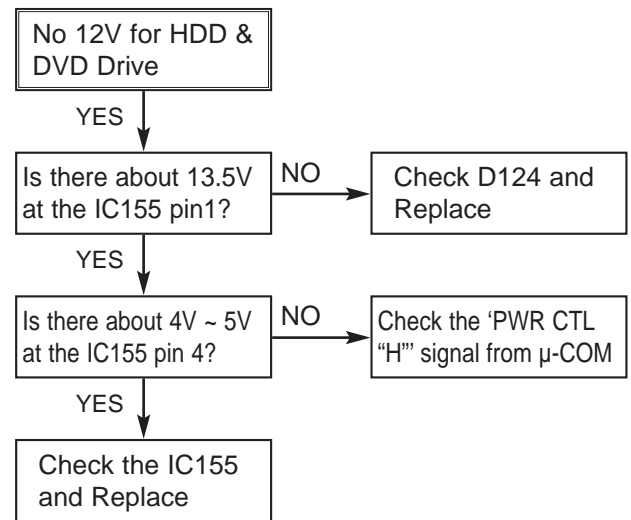 No 12V for HDD &
DVD Drive
YES
Is there about 13.5V
at the IC155 pin1?
NO
Check D124 and
Replace
YES
Is there about 4V ~ 5V
at the IC155 pin 4?
NO
Check the ‘PWR CTL
“H”’ signal from µ-COM
YES
Check the IC155
and Replace